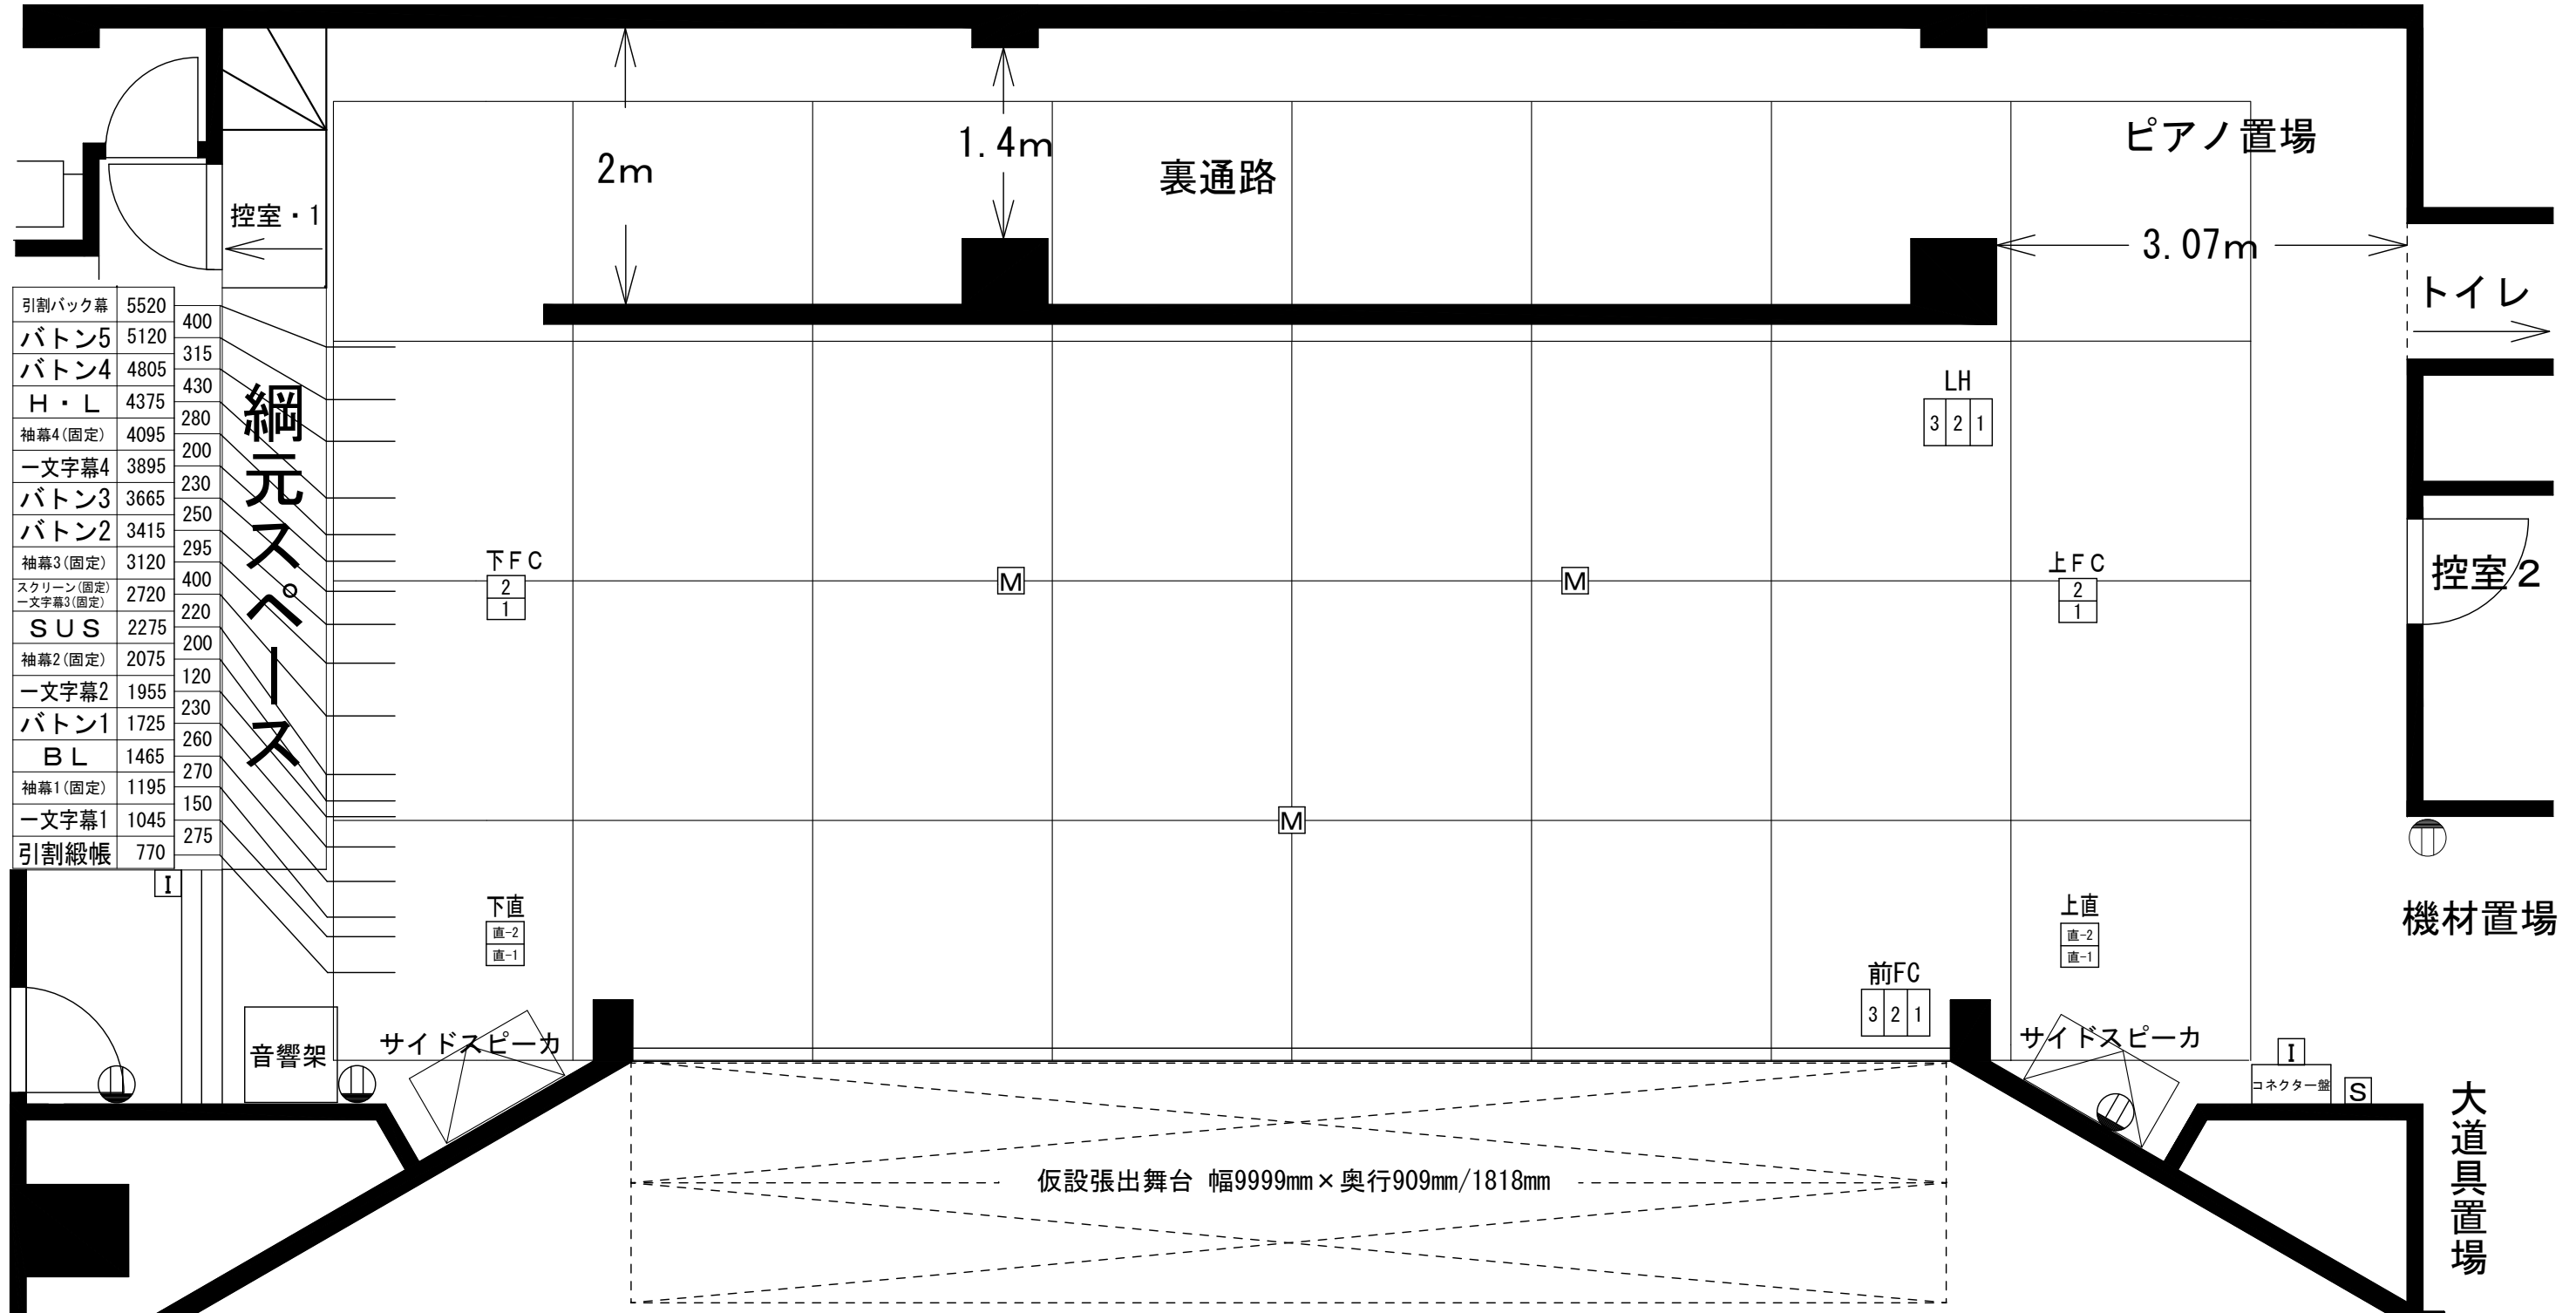 2m
1.4m
裏通路
ピアノ置場
控室・1
3.07m
トイレ
引割バック幕 5520
400
バトン5 5120
315
バトン4 4805
430
H・L 4375
280
袖幕4(固定) 4095
200
一文字幕4 3895
230
バトン3 3665
250
バトン2 3415
295
袖幕3(固定) 3120
400
スクリーン(固定)
一文字幕3(固定) 2720
220
SUS 2275
200
袖幕2(固定) 2075
120
一文字幕2 1955
230
バトン1 1725
260
BL 1465
270
袖幕1(固定) 1195
150
一文字幕1 1045
275
引割緞帳 770
綱元スペース
LH
3 2 1
下FC
2
1
M
M
上FC
2
1
控室2
M
I
下直
直-2
直-1
上直
直-2
直-1
機材置場
前FC
3 2 1
音響架
サイドスピーカ
サイドスピーカ
I
コネクター盤
S
大道具置場
仮設張出舞台 幅9999mm×奥行909mm/1818mm